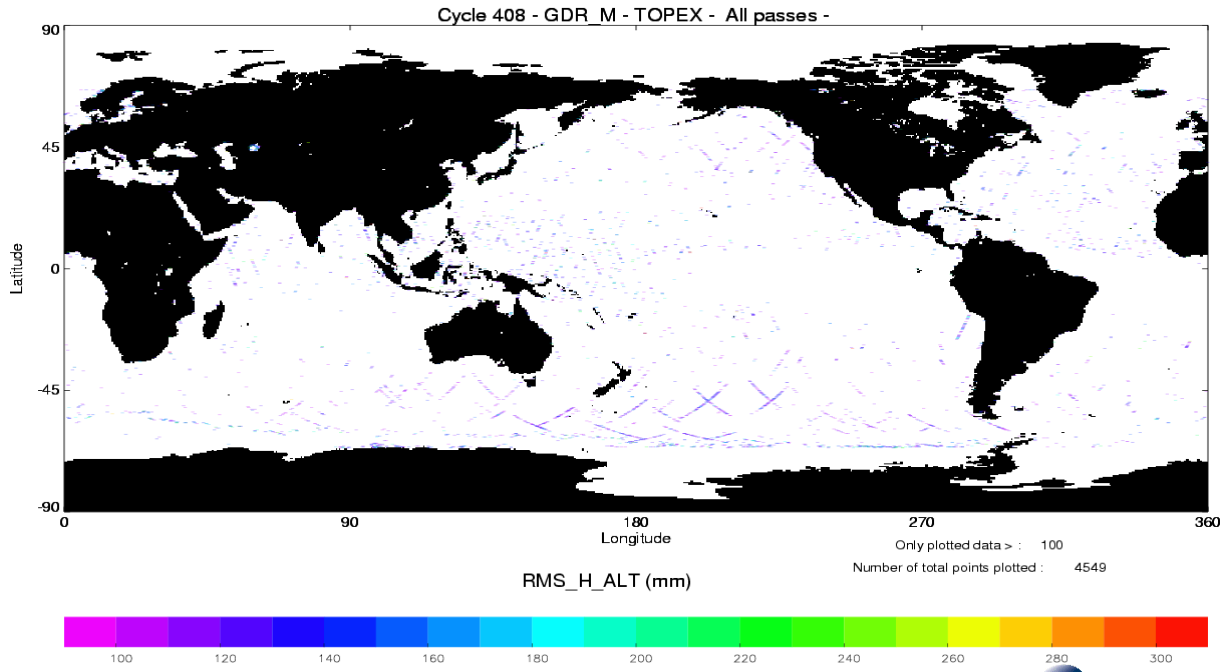 Cycle 408 - GDR_M - TOPEX - All passes -
90
45
0
-45
-90
Latitude
0 90 180 270 360
Longitude
Only plotted data > : 100
Number of total points plotted : 4549
RMS_H_ALT (mm)
100 120 140 160 180 200 220 240 260 280 300